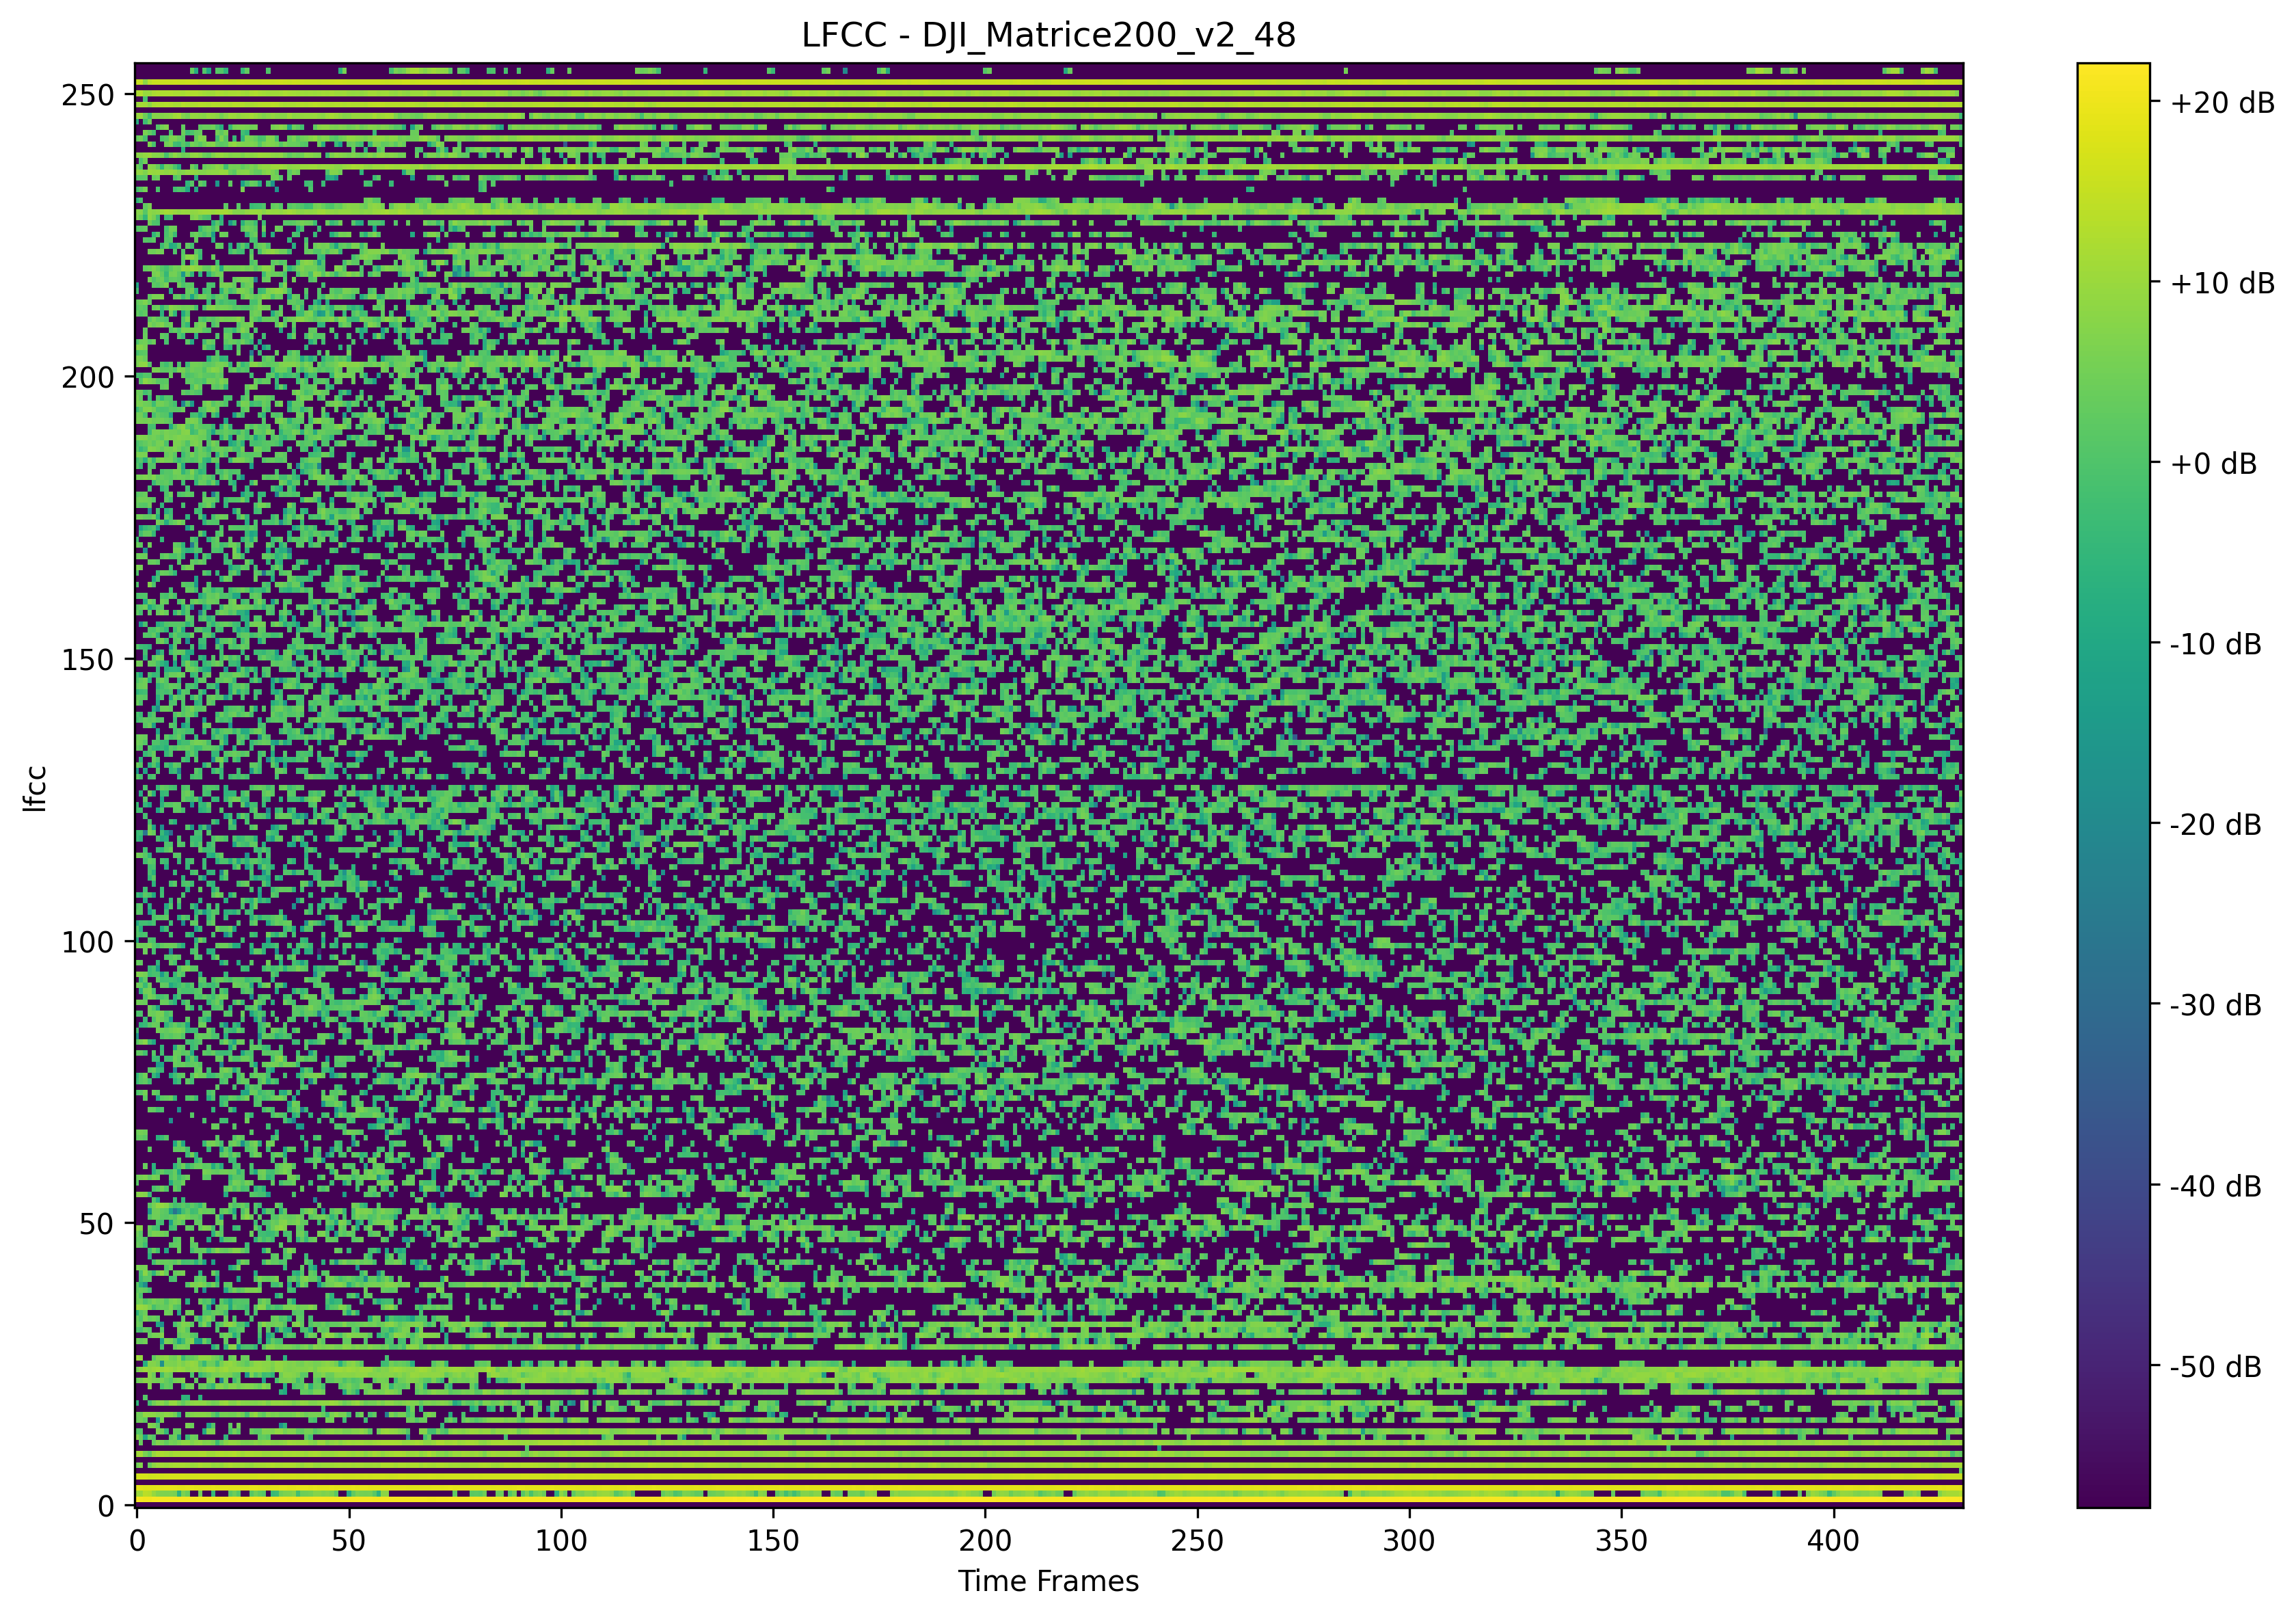 LFCC - DJI_Matrice200_v2_48
250
200
150
100
50
0
lfcc
0 50 100 150 200 250 300 350 400
Time Frames
+20 dB
+10 dB
+0 dB
-10 dB
-20 dB
-30 dB
-40 dB
-50 dB